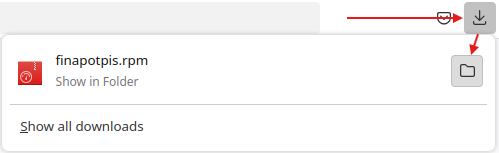 finapotpis.rpm
Show in Folder
Show all downloads